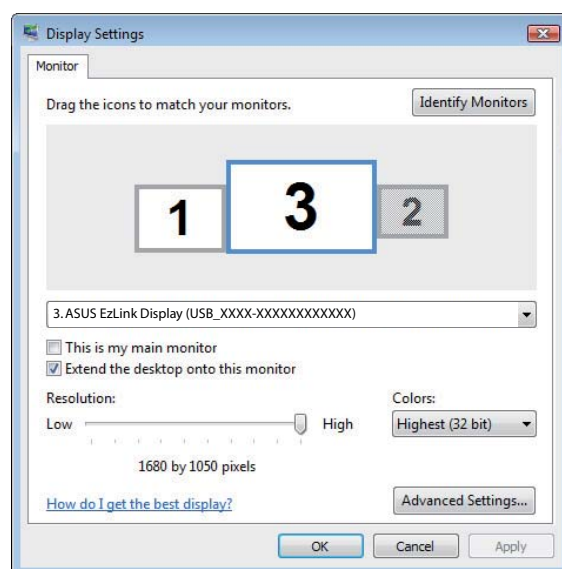 Display Settings
Monitor
Drag the icons to match your monitors.
Identify Monitors
1
3
2
3. ASUS EzLink Display (USB_XXXX-XXXXXXXXXXXX)
This is my main monitor
Extend the desktop onto this monitor
Resolution:
Colors:
Low
High
Highest (32 bit)
1680 by 1050 pixels
How do I get the best display?
Advanced Settings...
OK
Cancel
Apply